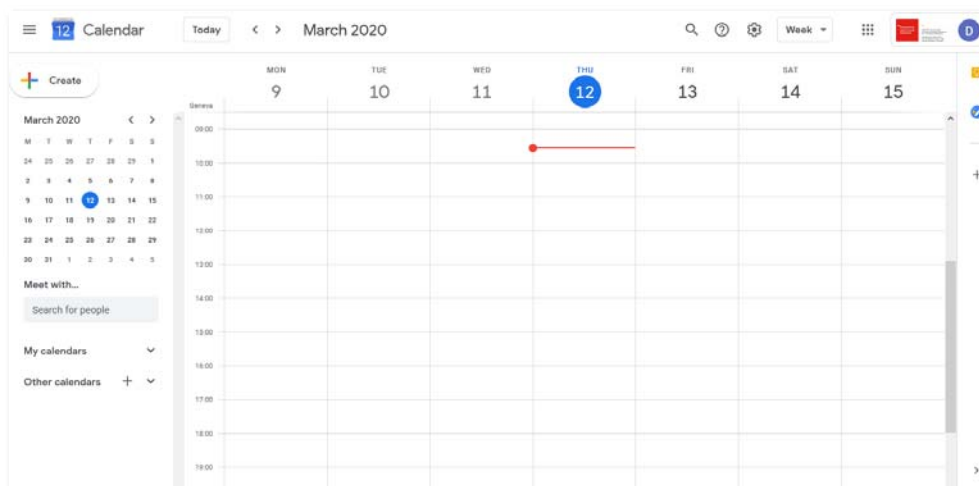 12 Calendar Today March 2020 Week D
Create
MON TUE WED THU FRI SAT SUN
9 10 11 12 13 14 15
Geneva
March 2020
M T W T F S S
24 25 26 27 28 29 1
2 3 4 5 6 7 8
9 10 11 12 13 14 15
16 17 18 19 20 21 22
23 24 25 26 27 28 29
30 31 1 2 3 4 5
Meet with...
Search for people
My calendars
Other calendars
09:00
10:00
11:00
12:00
13:00
14:00
15:00
16:00
17:00
18:00
19:00